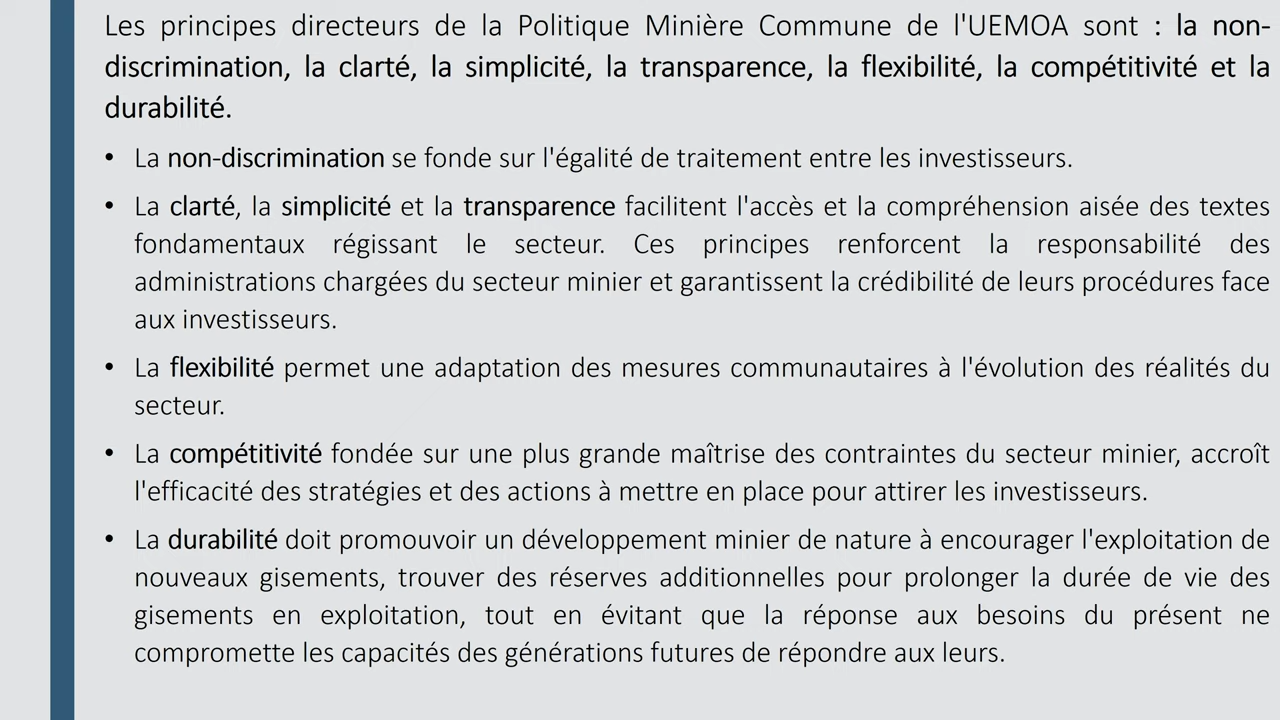 Les principes directeurs de la Politique Minière Commune de l'UEMOA sont : la non-
discrimination, la clarté, la simplicité, la transparence, la flexibilité, la compétitivité et la
durabilité.
• La non-discrimination se fonde sur l'égalité de traitement entre les investisseurs.
• La clarté, la simplicité et la transparence facilitent l'accès et la compréhension aisée des textes
fondamentaux régissant le secteur. Ces principes renforcent la responsabilité des
administrations chargées du secteur minier et garantissent la crédibilité de leurs procédures face
aux investisseurs.
• La flexibilité permet une adaptation des mesures communautaires à l'évolution des réalités du
secteur.
• La compétitivité fondée sur une plus grande maîtrise des contraintes du secteur minier, accroît
l'efficacité des stratégies et des actions à mettre en place pour attirer les investisseurs.
• La durabilité doit promouvoir un développement minier de nature à encourager l'exploitation de
nouveaux gisements, trouver des réserves additionnelles pour prolonger la durée de vie des
gisements en exploitation, tout en évitant que la réponse aux besoins du présent ne
compromette les capacités des générations futures de répondre aux leurs.